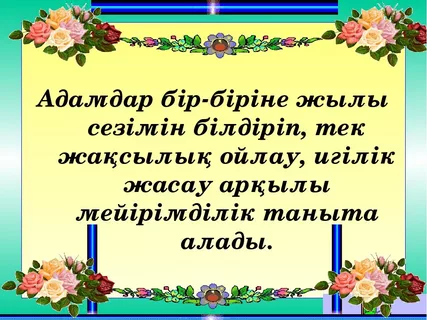 Адамдар бір-біріне жылы
сезімін білдіріп, тек
жақсылық ойлау, игілік
жасау арқылы
мейірімділік таныта
алады.